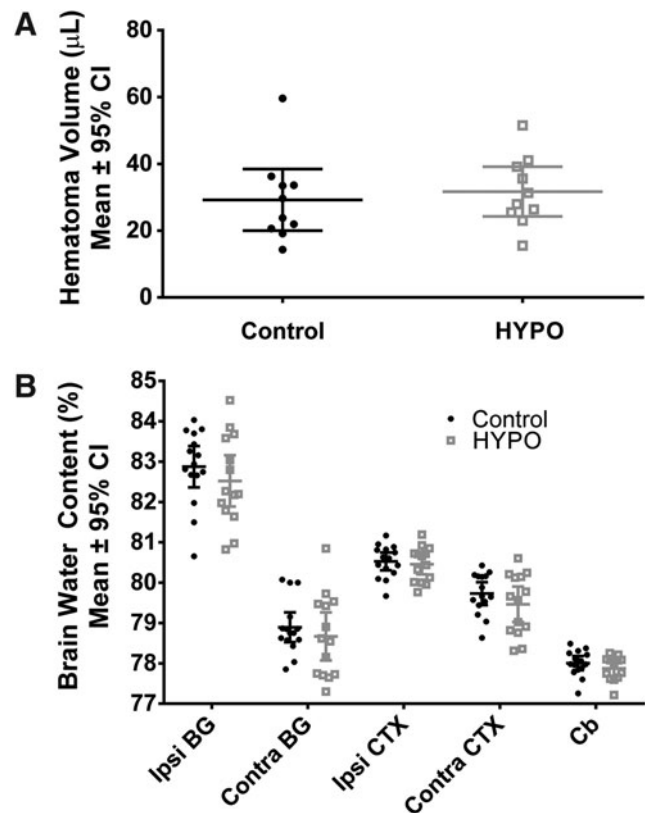 A
Hematoma Volume (μL)
Mean ± 95% CI
80
60
40
20
0
Control
HYPO
B
Brain Water Content (%)
Mean ± 95% CI
85
84
83
82
81
80
79
78
77
Control
HYPO
Ipsi BG
Contra BG
Ipsi CTX
Contra CTX
Cb